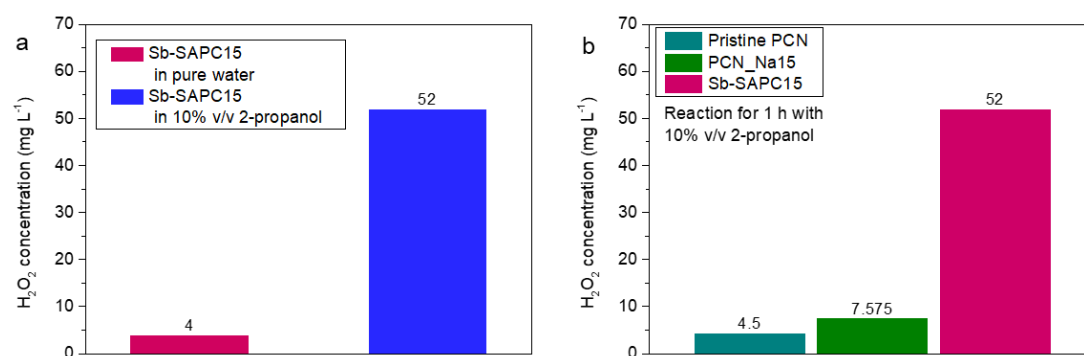 a
H₂O₂ concentration (mg L⁻¹)
70
60
50
40
30
20
10
0
Sb-SAPC15
in pure water
Sb-SAPC15
in 10% v/v 2-propanol
4
52
b
H₂O₂ concentration (mg L⁻¹)
70
60
50
40
30
20
10
0
Pristine PCN
PCN_Na15
Sb-SAPC15
Reaction for 1 h with
10% v/v 2-propanol
4.5
7.575
52